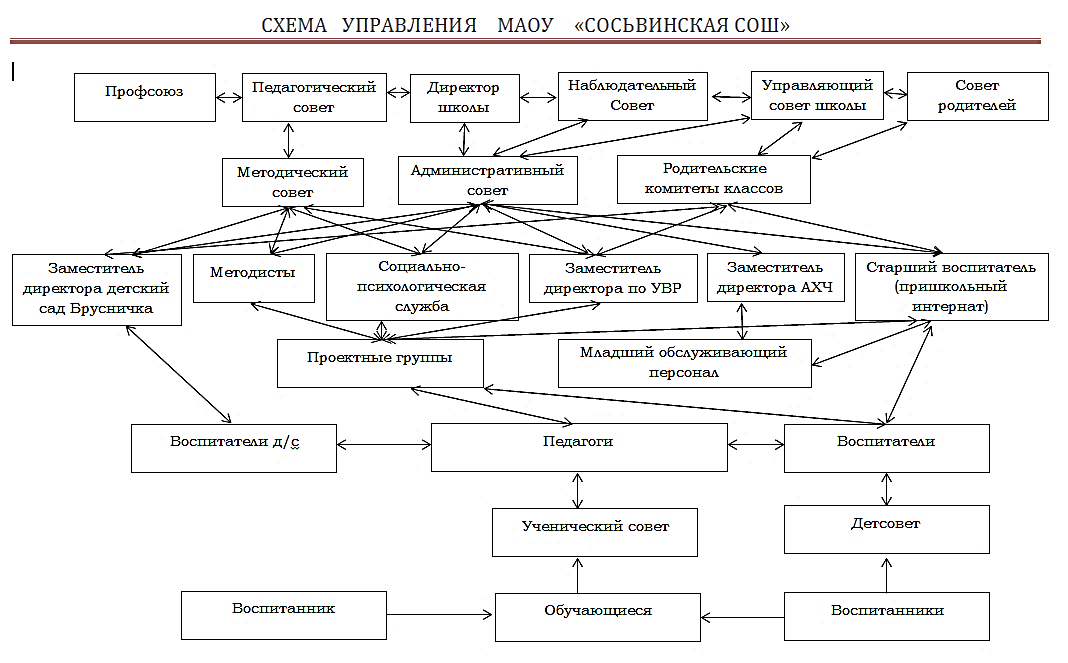 СХЕМА УПРАВЛЕНИЯ МАОУ «СОСЬВИНСКАЯ СОШ»
Профсоюз
Педагогический
совет
Директор
школы
Наблюдательный
Совет
Управляющий
совет школы
Совет
родителей
Методический
совет
Административный
совет
Родительские
комитеты классов
Заместитель
директора детский
сад Брусничка
Методисты
Социально-
психологическая
служба
Заместитель
директора по УВР
Заместитель
директора АХЧ
Старший воспитатель
(пришкольный
интернат)
Проектные группы
Младший обслуживающий
персонал
Воспитатели д/с
Педагоги
Воспитатели
Ученический совет
Детсовет
Воспитанник
Обучающиеся
Воспитанники